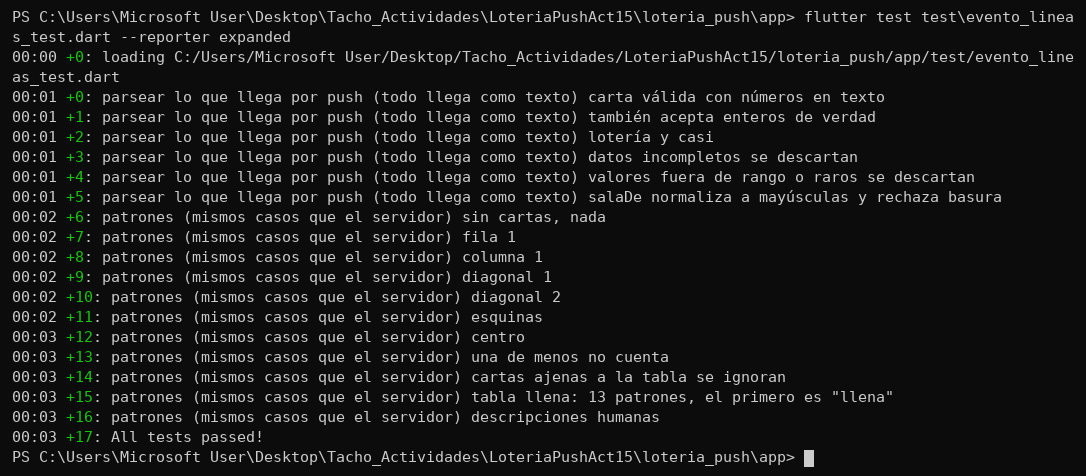 PS C:\Users\Microsoft User\Desktop\Tacho_Actividades\LoteriaPushAct15\loteria_push\app> flutter test test\evento_linea
s_test.dart --reporter expanded
00:00 +0: loading C:/Users/Microsoft User/Desktop/Tacho_Actividades/LoteriaPushAct15/loteria_push/app/test/evento_line
as_test.dart
00:01 +0: parsear lo que llega por push (todo llega como texto) carta válida con números en texto
00:01 +1: parsear lo que llega por push (todo llega como texto) también acepta enteros de verdad
00:01 +2: parsear lo que llega por push (todo llega como texto) lotería y casi
00:01 +3: parsear lo que llega por push (todo llega como texto) datos incompletos se descartan
00:01 +4: parsear lo que llega por push (todo llega como texto) valores fuera de rango o raros se descartan
00:01 +5: parsear lo que llega por push (todo llega como texto) salaDe normaliza a mayúsculas y rechaza basura
00:02 +6: patrones (mismos casos que el servidor) sin cartas, nada
00:02 +7: patrones (mismos casos que el servidor) fila 1
00:02 +8: patrones (mismos casos que el servidor) columna 1
00:02 +9: patrones (mismos casos que el servidor) diagonal 1
00:02 +10: patrones (mismos casos que el servidor) diagonal 2
00:02 +11: patrones (mismos casos que el servidor) esquinas
00:03 +12: patrones (mismos casos que el servidor) centro
00:03 +13: patrones (mismos casos que el servidor) una de menos no cuenta
00:03 +14: patrones (mismos casos que el servidor) cartas ajenas a la tabla se ignoran
00:03 +15: patrones (mismos casos que el servidor) tabla llena: 13 patrones, el primero es "llena"
00:03 +16: patrones (mismos casos que el servidor) descripciones humanas
00:03 +17: All tests passed!
PS C:\Users\Microsoft User\Desktop\Tacho_Actividades\LoteriaPushAct15\loteria_push\app>